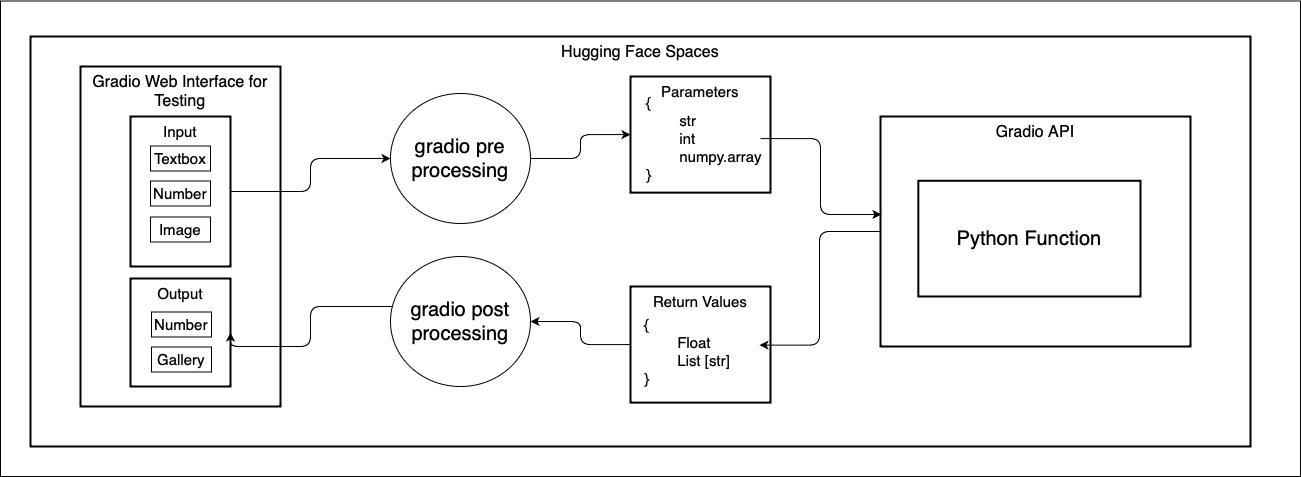 Hugging Face Spaces
Gradio Web Interface for
Testing
Input
Textbox
Number
Image
Output
Number
Gallery
gradio pre
processing
gradio post
processing
Parameters
{
str
int
numpy.array
}
Return Values
{
Float
List [str]
}
Gradio API
Python Function